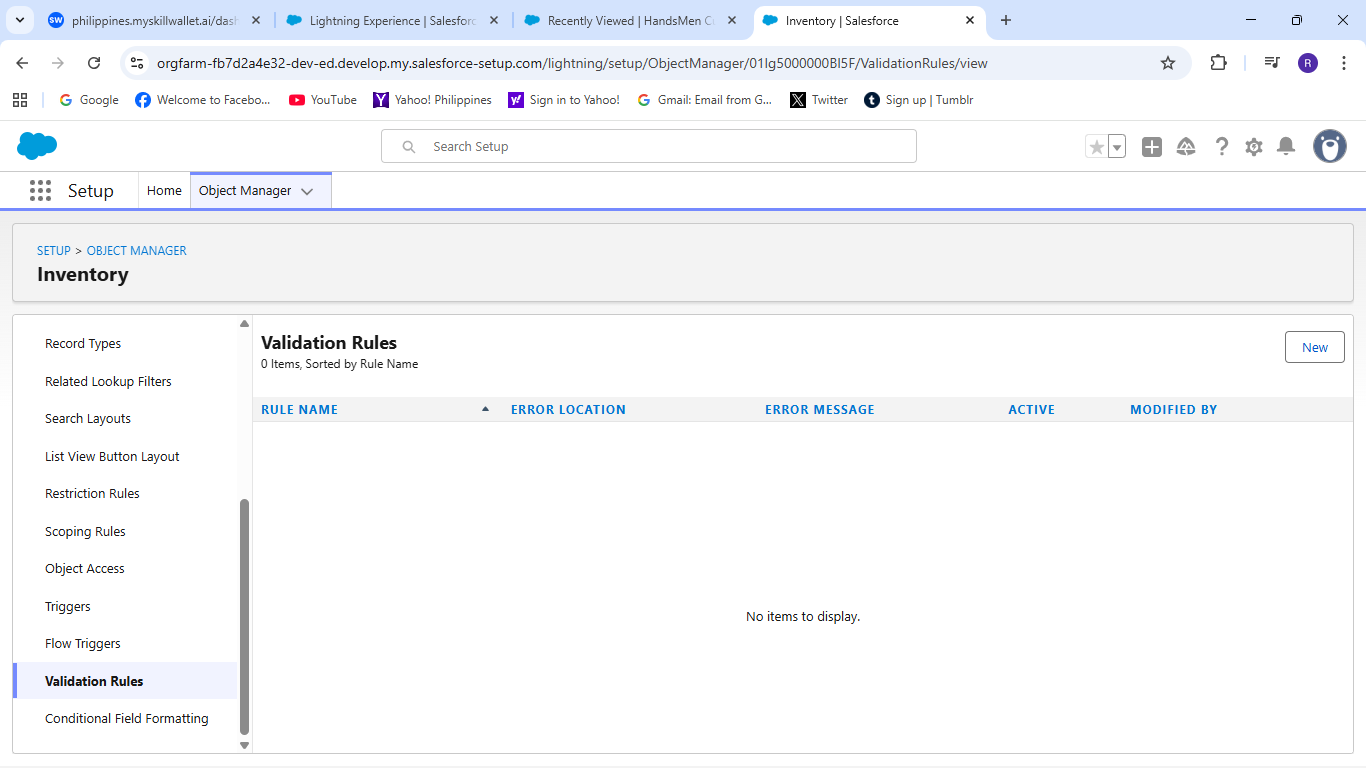 philippines.myskillwallet.ai/dash
Lightning Experience | Salesforc
Recently Viewed | HandsMen Cu
Inventory | Salesforce
orgfarm-fb7d2a4e32-dev-ed.develop.my.salesforce-setup.com/lightning/setup/ObjectManager/01Ig5000000BI5F/ValidationRules/view
R
Google
Welcome to Facebo...
YouTube
Yahoo! Philippines
Sign in to Yahoo!
Gmail: Email from G...
Twitter
Sign up | Tumblr
Search Setup
Setup
Home
Object Manager
SETUP > OBJECT MANAGER
Inventory
Record Types
Related Lookup Filters
Search Layouts
List View Button Layout
Restriction Rules
Scoping Rules
Object Access
Triggers
Flow Triggers
Validation Rules
Conditional Field Formatting
Validation Rules
0 Items, Sorted by Rule Name
New
RULE NAME
ERROR LOCATION
ERROR MESSAGE
ACTIVE
MODIFIED BY
No items to display.